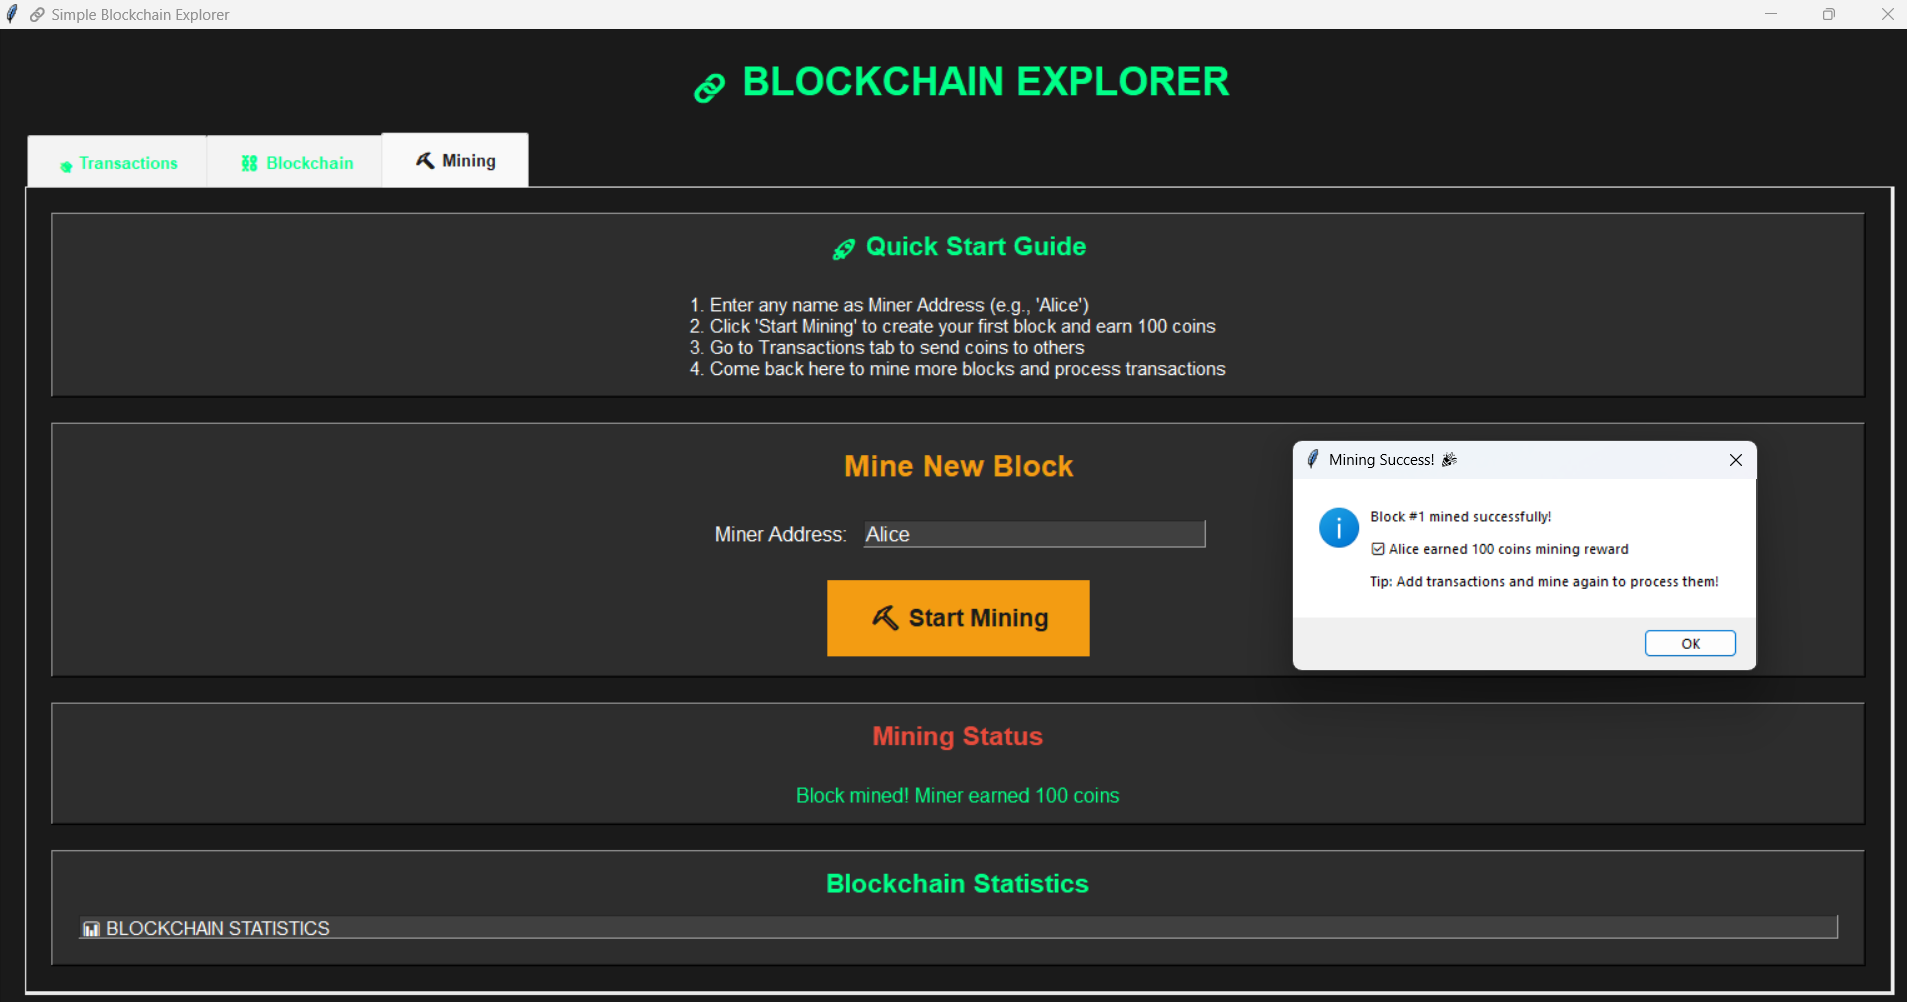 Simple Blockchain Explorer
BLOCKCHAIN EXPLORER
Transactions
Blockchain
Mining
Quick Start Guide
1. Enter any name as Miner Address (e.g., 'Alice')
2. Click 'Start Mining' to create your first block and earn 100 coins
3. Go to Transactions tab to send coins to others
4. Come back here to mine more blocks and process transactions
Mine New Block
Miner Address: Alice
Start Mining
Mining Success!
Block #1 mined successfully!
Alice earned 100 coins mining reward
Tip: Add transactions and mine again to process them!
OK
Mining Status
Block mined! Miner earned 100 coins
Blockchain Statistics
BLOCKCHAIN STATISTICS